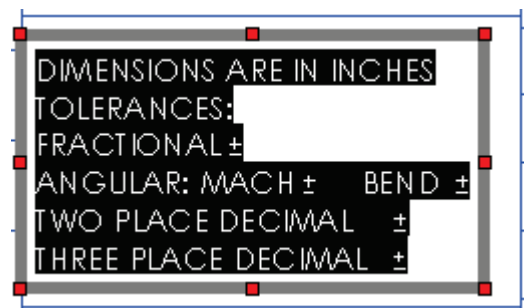 DIMENSIONS ARE IN INCHES
TOLERANCES:
FRACTIONAL ±
ANGULAR: MACH ± BEND ±
TWO PLACE DECIMAL ±
THREE PLACE DECIMAL ±